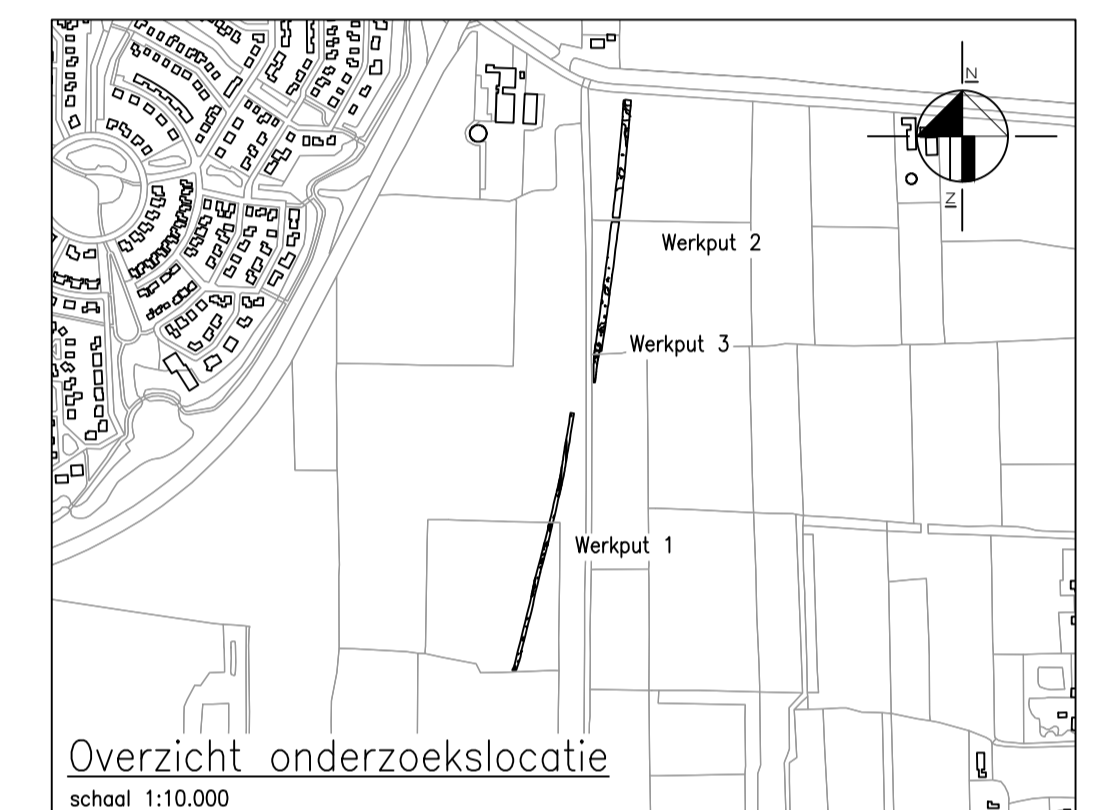 N
Z
Werkput 2
Werkput 3
Werkput 1
Overzicht onderzoekslocatie
schaal 1:10.000